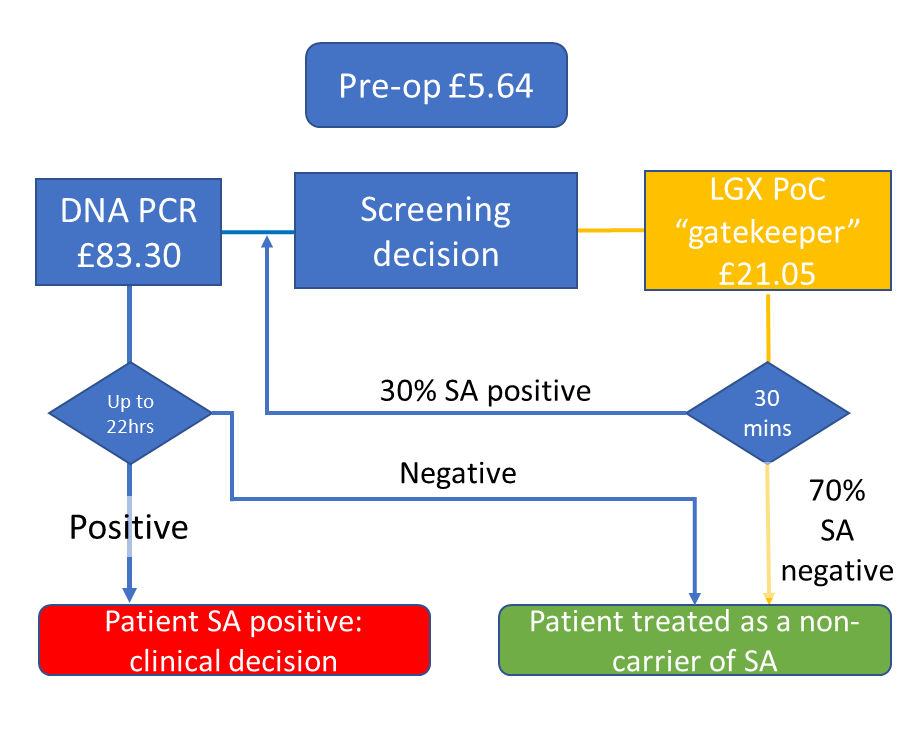 Pre-op £5.64
DNA PCR
£83.30
Screening
decision
LGX PoC
“gatekeeper”
£21.05
Up to
22hrs
30% SA positive
30
mins
Negative
Positive
70%
SA
negative
Patient SA positive:
clinical decision
Patient treated as a non-
carrier of SA